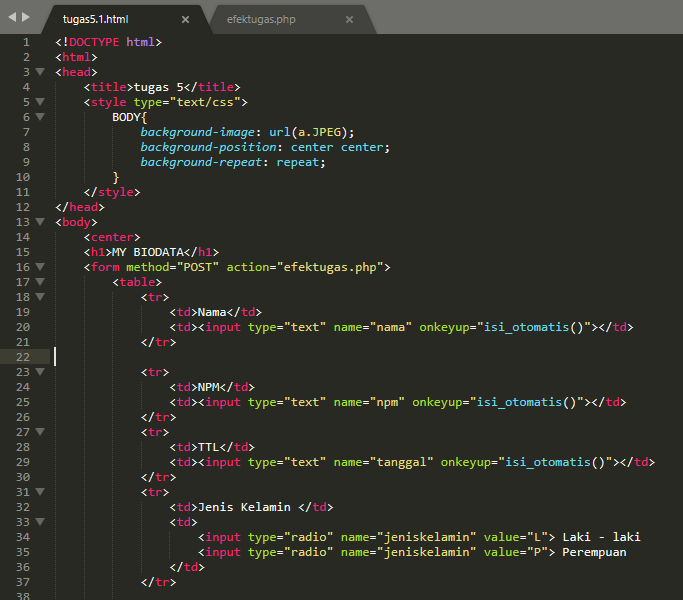 tugas5.1.html × efektugas.php ×
1 <!DOCTYPE html>
2 <html>
3 <head>
4 <title>tugas 5</title>
5 <style type="text/css">
6 BODY{
7 background-image: url(a.JPEG);
8 background-position: center center;
9 background-repeat: repeat;
10 }
11 </style>
12 </head>
13 <body>
14 <center>
15 <h1>MY BIODATA</h1>
16 <form method="POST" action="efektugas.php">
17 <table>
18 <tr>
19 <td>Nama</td>
20 <td><input type="text" name="nama" onkeyup="isi_otomatis()"></td>
21 </tr>
22
23 <tr>
24 <td>NPM</td>
25 <td><input type="text" name="npm" onkeyup="isi_otomatis()"></td>
26 </tr>
27 <tr>
28 <td>TTL</td>
29 <td><input type="text" name="tanggal" onkeyup="isi_otomatis()"></td>
30 </tr>
31 <tr>
32 <td>Jenis Kelamin </td>
33 <td>
34 <input type="radio" name="jeniskelamin" value="L"> Laki - laki
35 <input type="radio" name="jeniskelamin" value="P"> Perempuan
36 </td>
37 </tr>
38